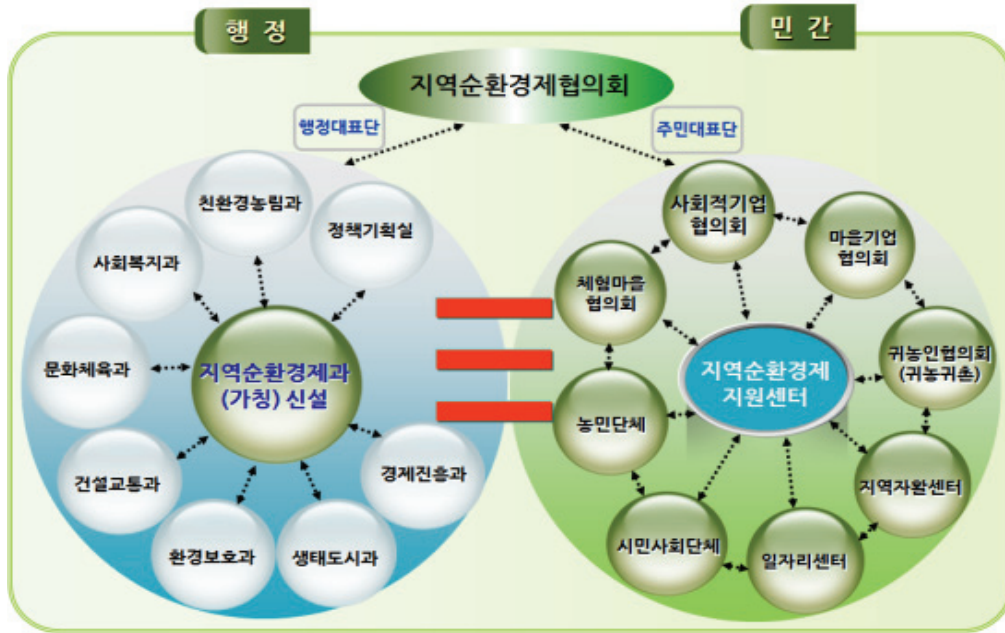 행 정
민 간
지역순환경제협의회
행정대표단
주민대표단
친환경농림과
정책기획실
사회복지과
문화체육과
지역순환경제과
(가칭) 신설
건설교통과
경제진흥과
환경보호과
생태도시과
사회적기업
협의회
마을기업
협의회
체험마을
협의회
귀농인협의회
(귀농귀촌)
지역순환경제
지원센터
농민단체
지역자활센터
시민사회단체
일자리센터